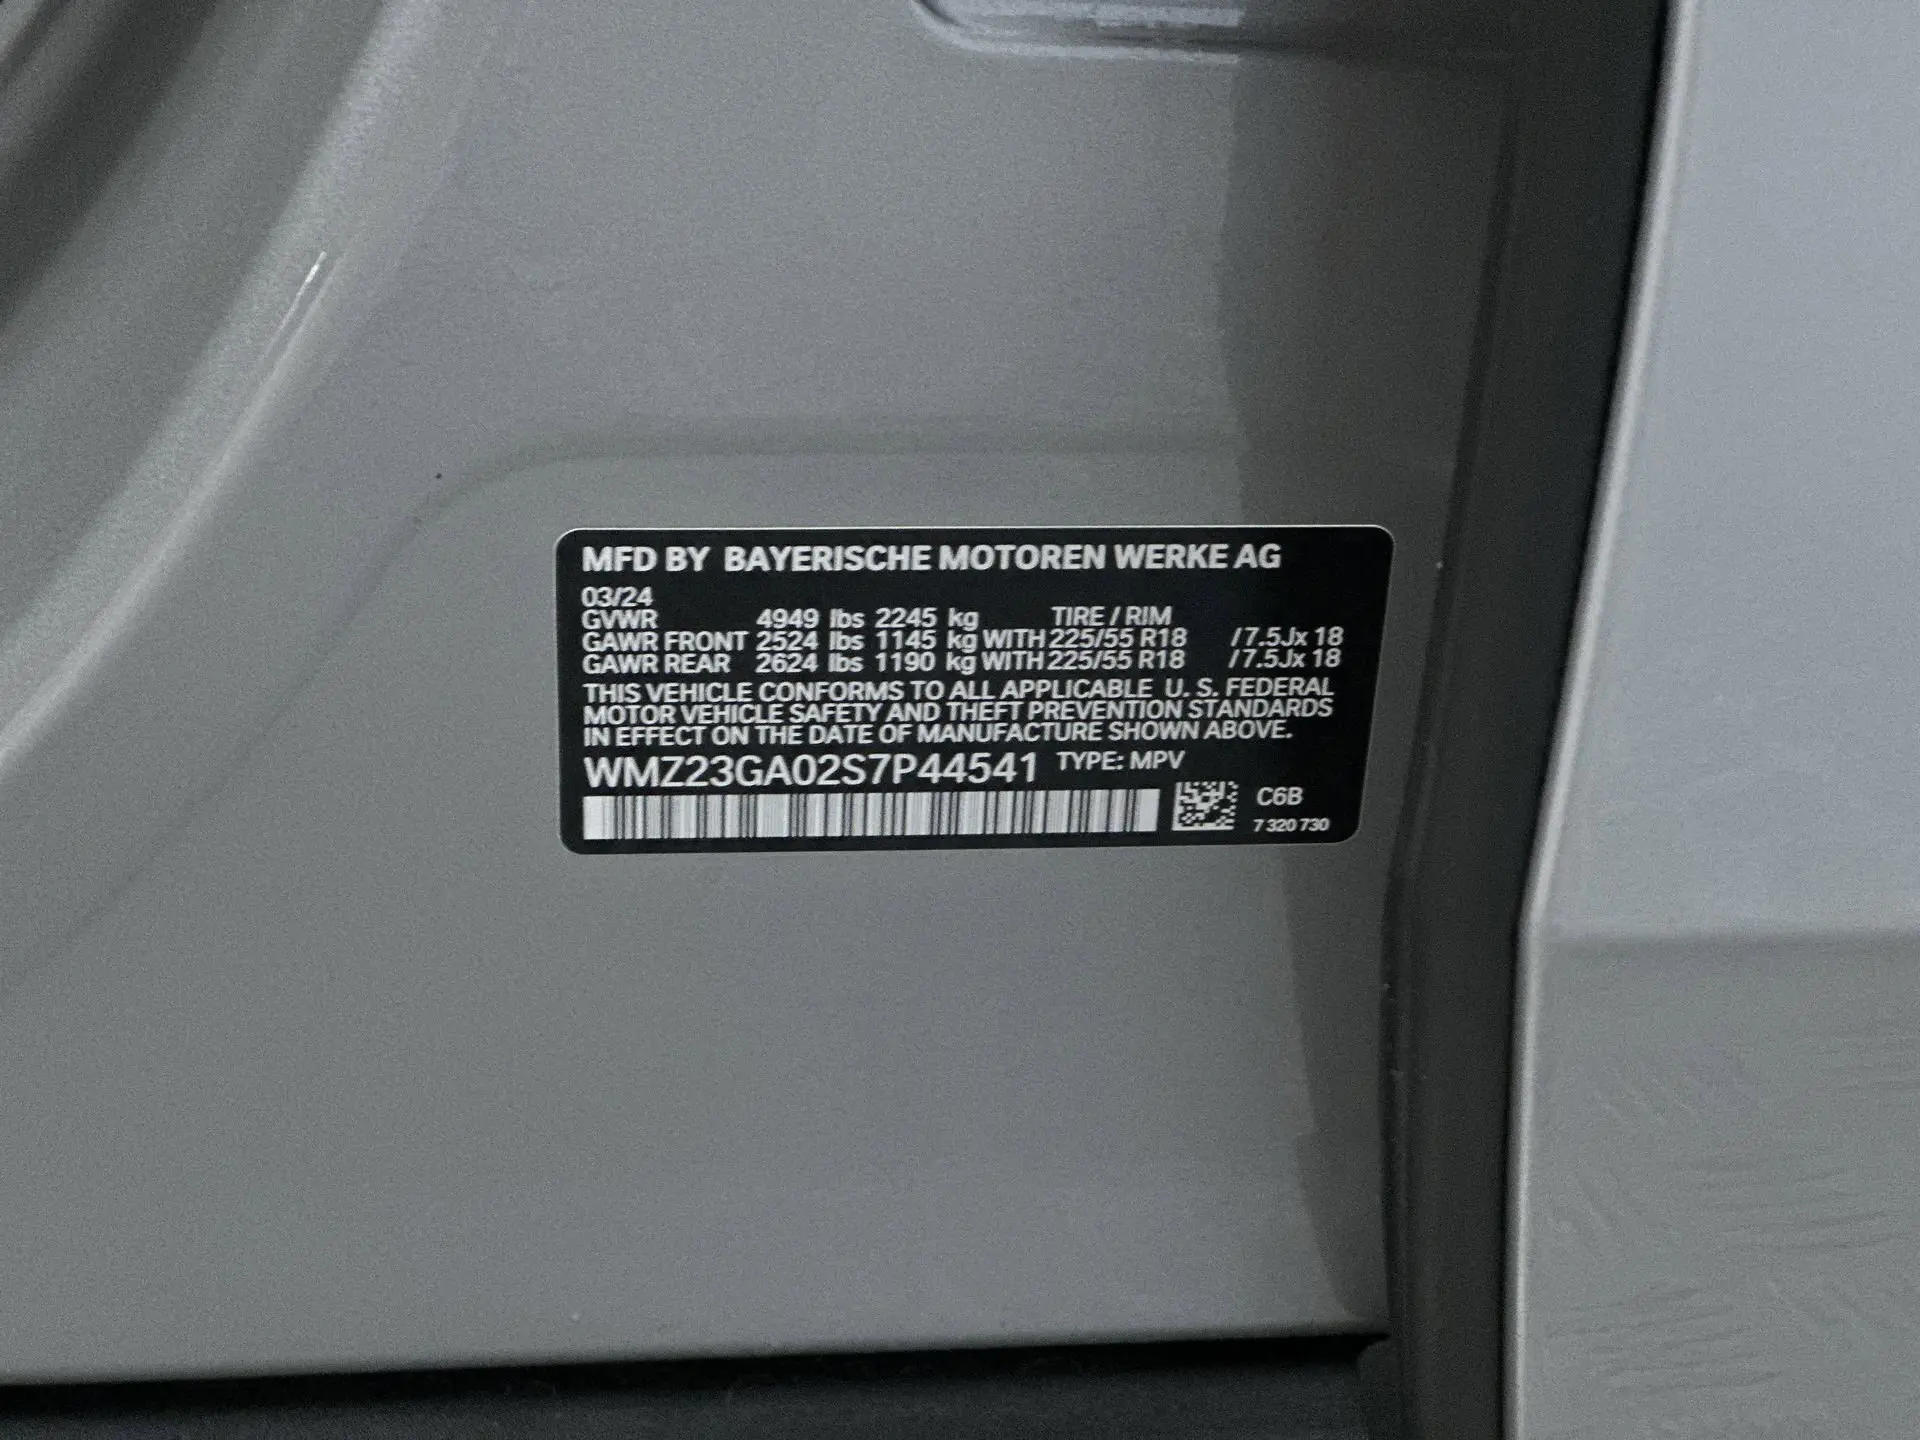 MFD BY BAYERISCHE MOTOREN WERKE AG
03/24
GVWR 4949 lbs 2245 kg TIRE / RIM
GAWR FRONT 2524 lbs 1145 kg WITH 225/55 R18 /7.5Jx 18
GAWR REAR 2624 lbs 1190 kg WITH 225/55 R18 /7.5Jx 18
THIS VEHICLE CONFORMS TO ALL APPLICABLE U. S. FEDERAL
MOTOR VEHICLE SAFETY AND THEFT PREVENTION STANDARDS
IN EFFECT ON THE DATE OF MANUFACTURE SHOWN ABOVE.
WMZ23GA02S7P44541 TYPE: MPV
C6B
7 320 730